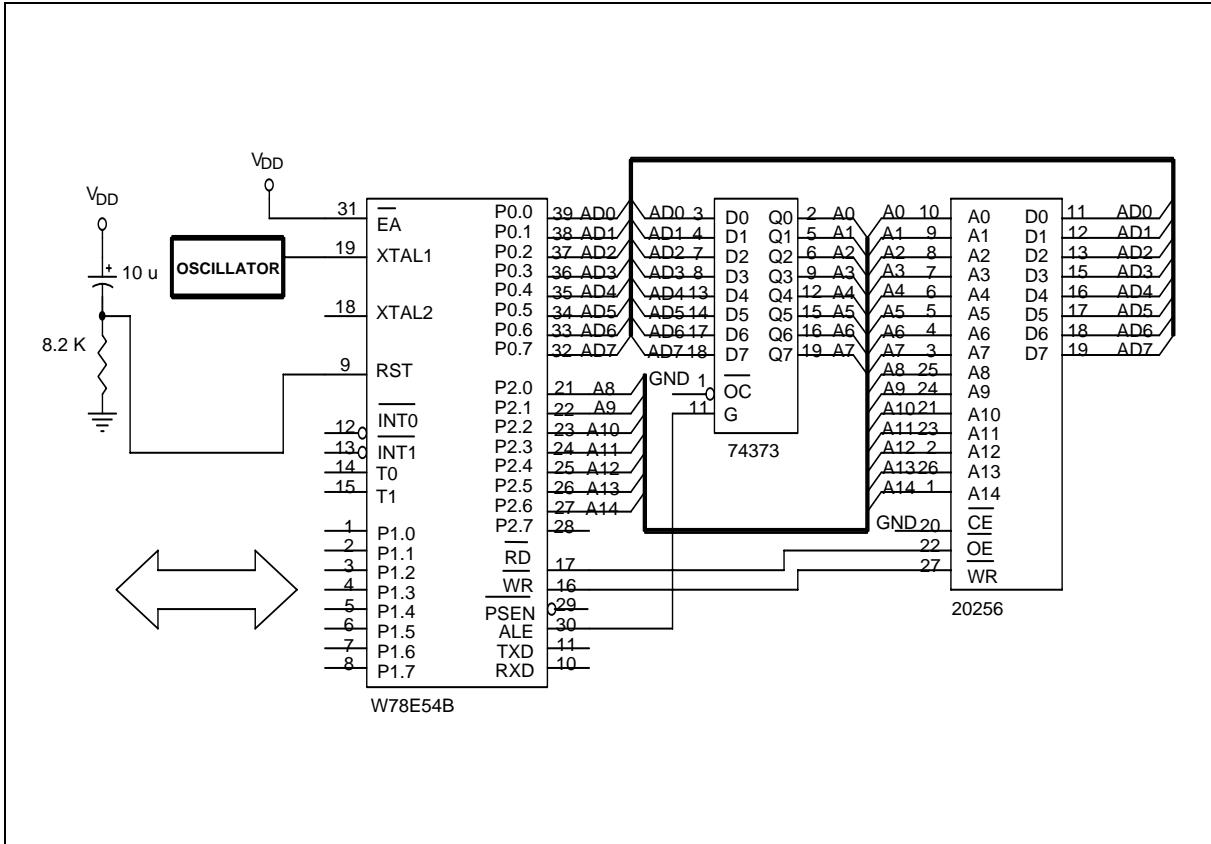 VDD
10 u
8.2 K
VDD
OSCILLATOR
31 EA
19 XTAL1
18 XTAL2
9 RST
12 INT0
13 INT1
14 T0
15 T1
1 P1.0
2 P1.1
3 P1.2
4 P1.3
5 P1.4
6 P1.5
7 P1.6
8 P1.7
P0.0 39 AD0
P0.1 38 AD1
P0.2 37 AD2
P0.3 36 AD3
P0.4 35 AD4
P0.5 34 AD5
P0.6 33 AD6
P0.7 32 AD7
P2.0 21 A8
P2.1 22 A9
P2.2 23 A10
P2.3 24 A11
P2.4 25 A12
P2.5 26 A13
P2.6 27 A14
P2.7 28
RD 17
WR 16
PSEN 29
ALE 30
TXD 11
RXD 10
W78E54B
AD0 3 D0 Q0 2 A0
AD1 4 D1 Q1 5 A1
AD2 7 D2 Q2 6 A2
AD3 8 D3 Q3 9 A3
AD4 13 D4 Q4 12 A4
AD5 14 D5 Q5 15 A5
AD6 17 D6 Q6 16 A6
AD7 18 D7 Q7 19 A7
GND 1 OC
11 G
74373
A0 10 A0 D0 11 AD0
A1 9 A1 D1 12 AD1
A2 8 A2 D2 13 AD2
A3 7 A3 D3 15 AD3
A4 6 A4 D4 16 AD4
A5 5 A5 D5 17 AD5
A6 4 A6 D6 18 AD6
A7 3 A7 D7 19 AD7
A8 25 A8
A9 24 A9
A10 21 A10
A11 23 A11
A12 2 A12
A13 26 A13
A14 1 A14
GND 20 CE
22 OE
27 WR
20256